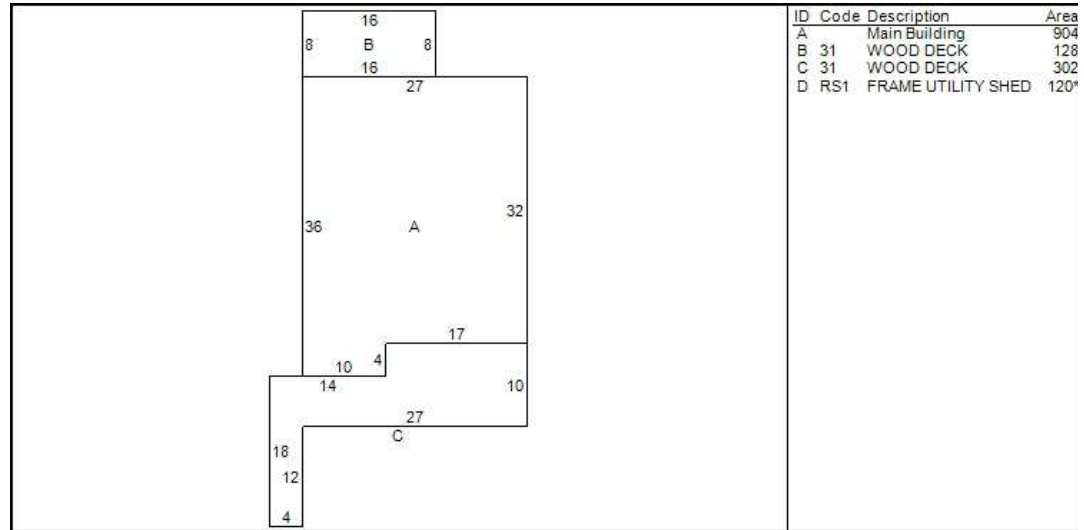 16
8 B 8
16
27
36 A 32
17
10 4
14 10
27
C
18
12
4
ID Code Description Area
A Main Building 904
B 31 WOOD DECK 128
C 31 WOOD DECK 302
D RS1 FRAME UTILITY SHED 120*